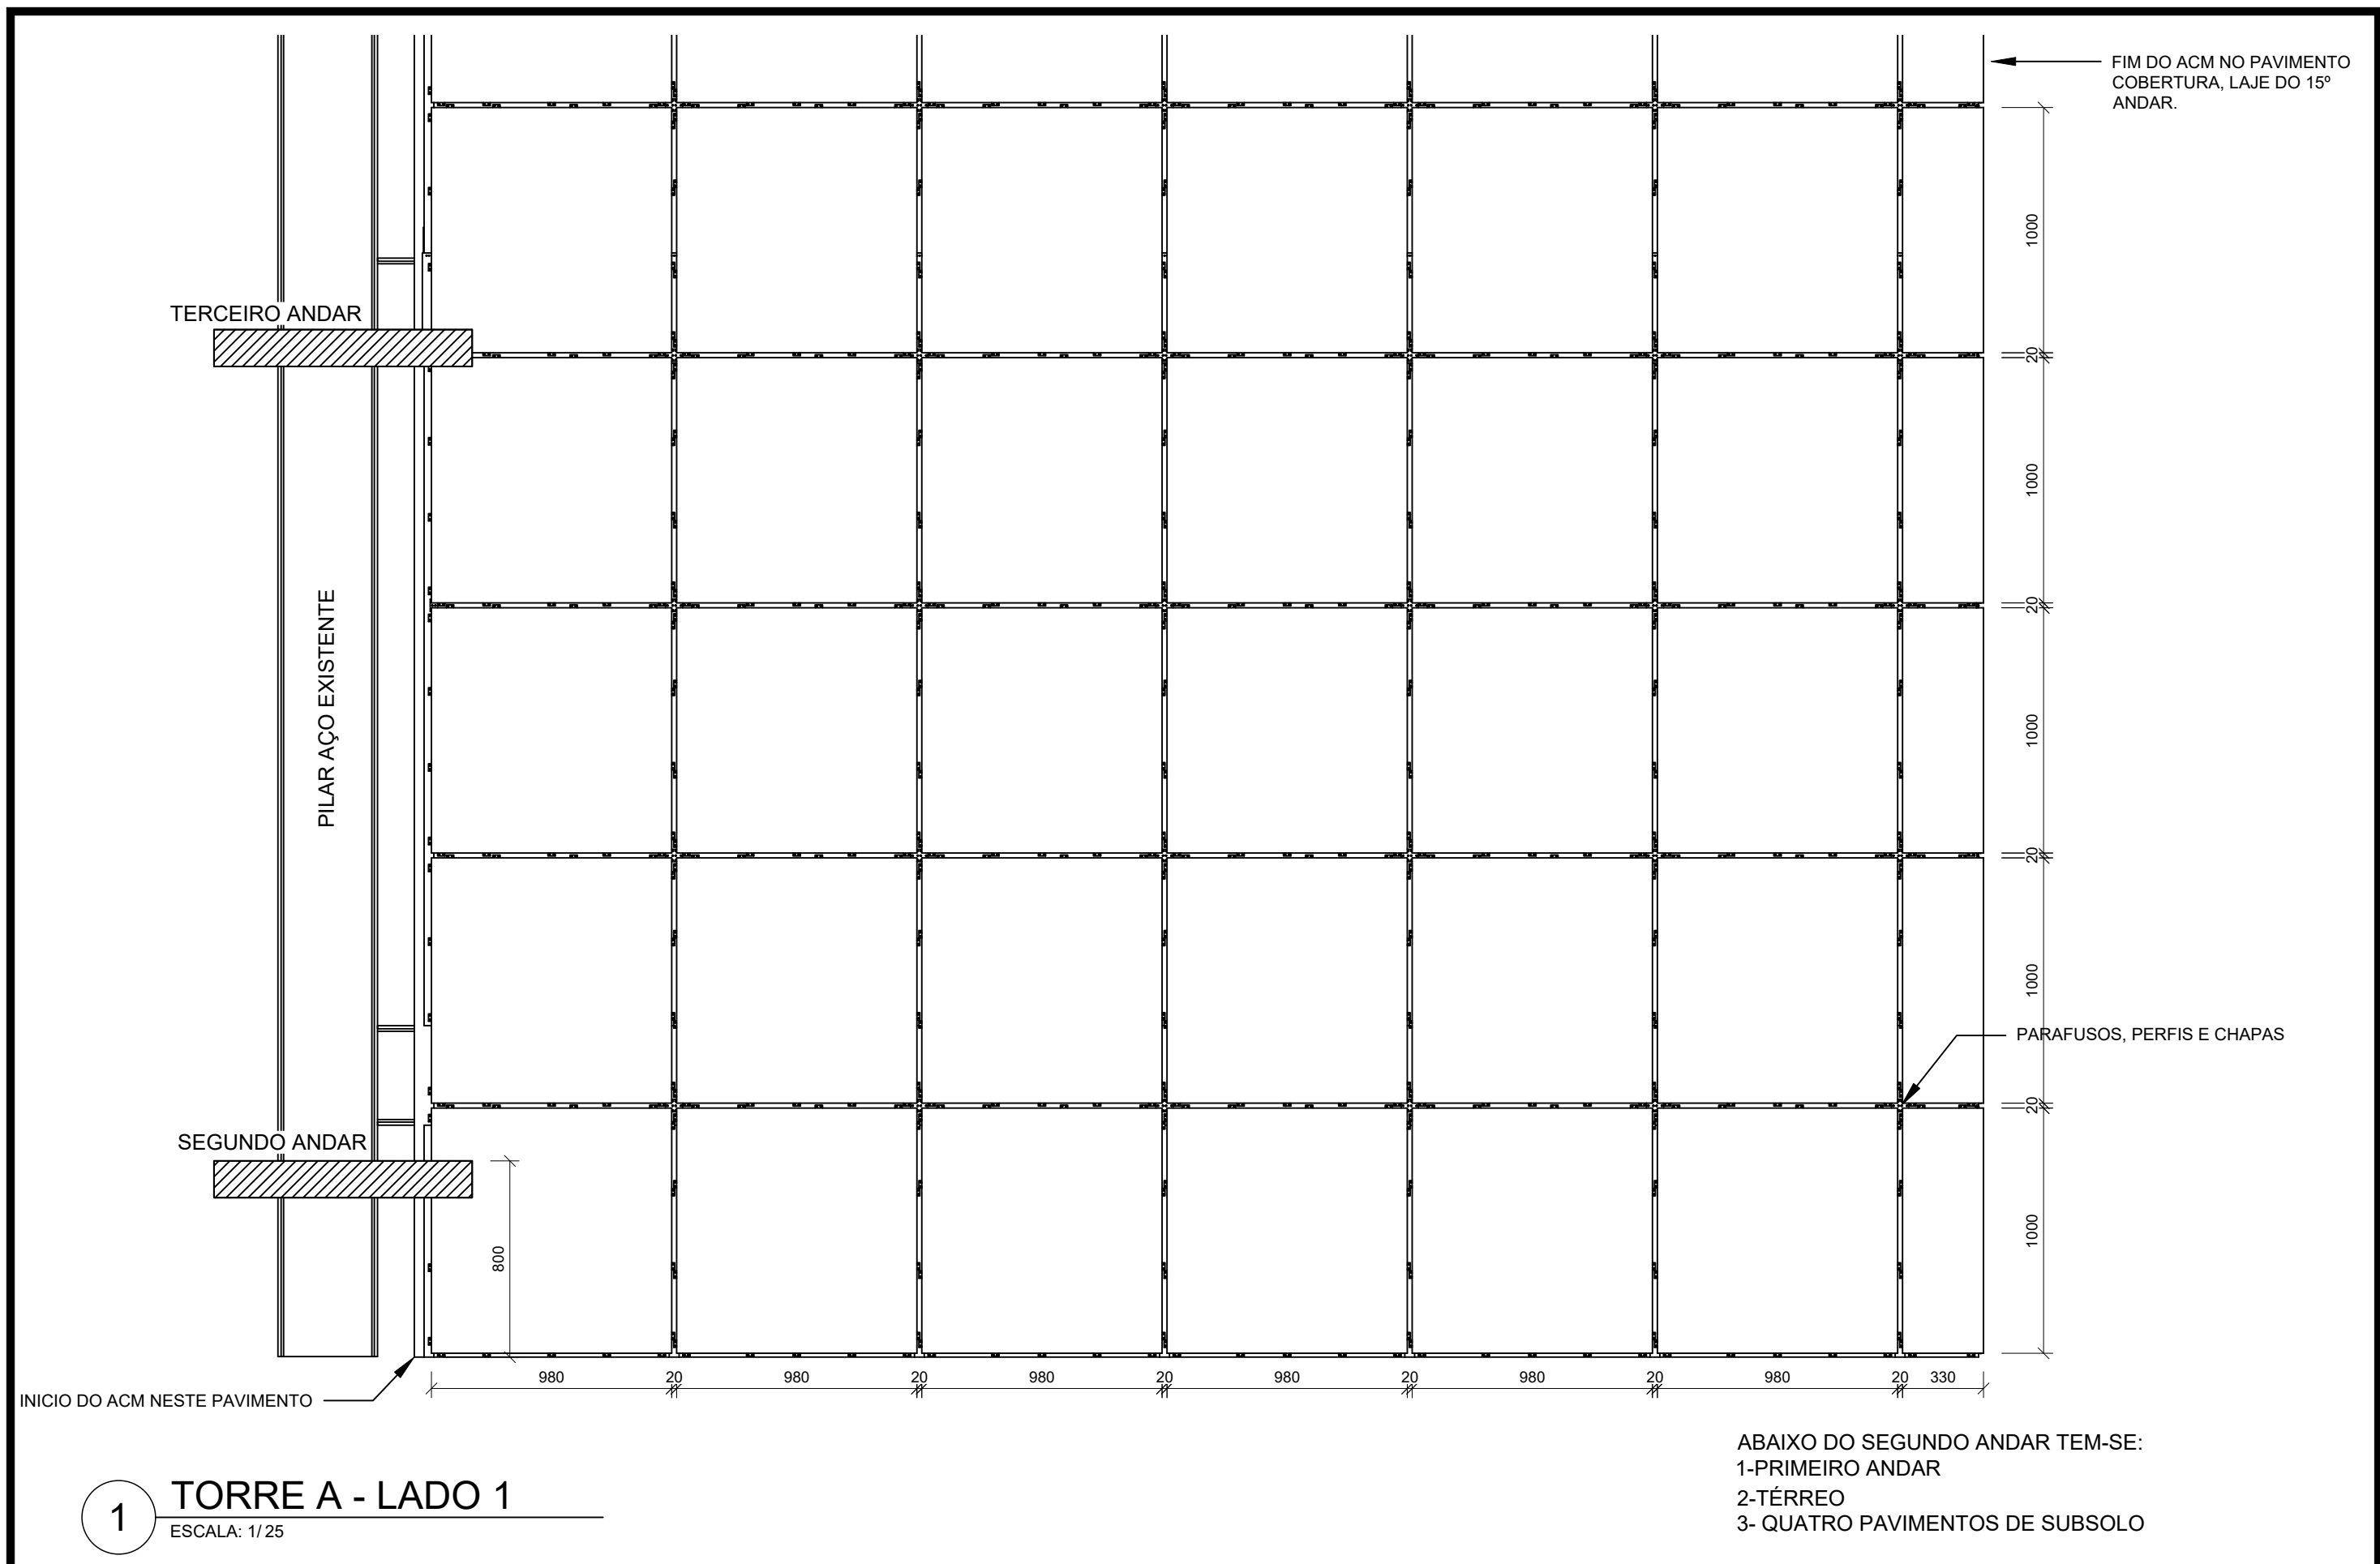 FIM DO ACM NO PAVIMENTO
COBERTURA, LAJE DO 15º
ANDAR.
1000
TERCEIRO ANDAR
20
1000
PILAR AÇO EXISTENTE
20
1000
20
1000
PARAFUSOS, PERFIS E CHAPAS
20
SEGUNDO ANDAR
800
1000
980 20 980 20 980 20 980 20 980 20 980 20 330
INICIO DO ACM NESTE PAVIMENTO
ABAIXO DO SEGUNDO ANDAR TEM-SE:
1-PRIMEIRO ANDAR
2-TÉRREO
3- QUATRO PAVIMENTOS DE SUBSOLO
1 TORRE A - LADO 1
ESCALA: 1/25